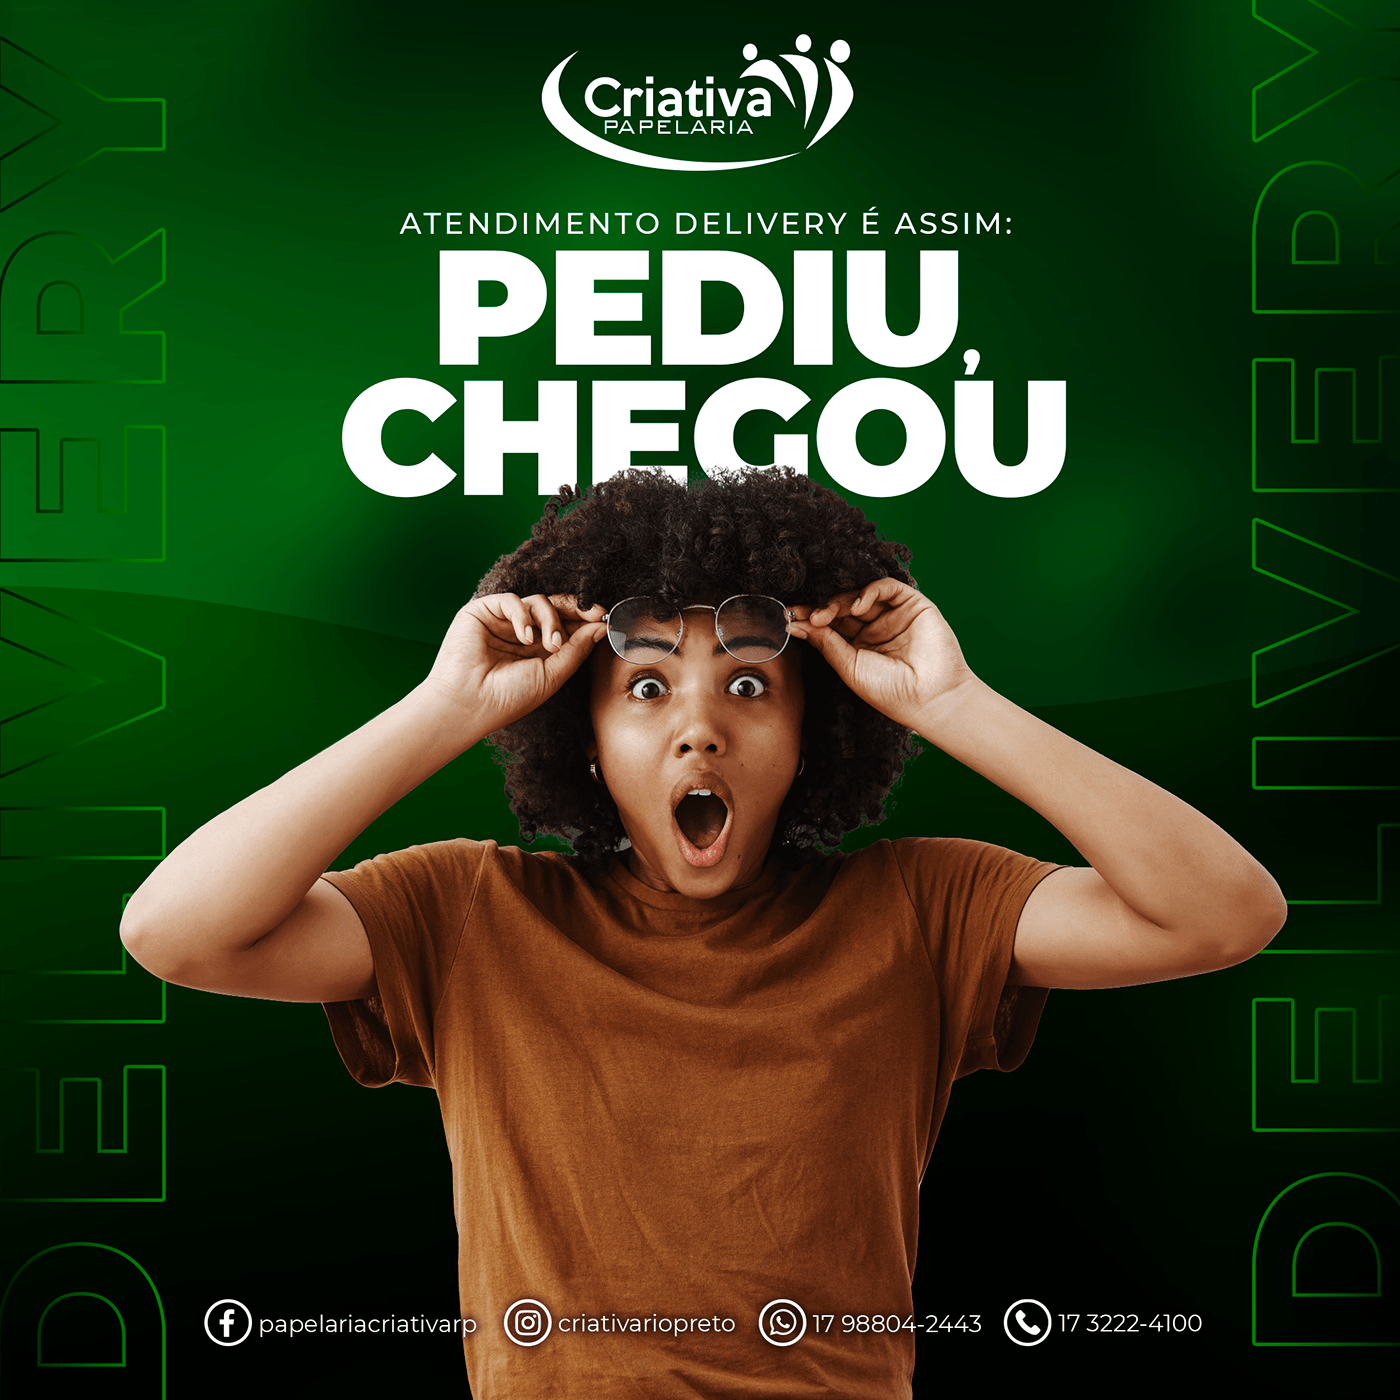 Criativa
PAPELARIA
ATENDIMENTO DELIVERY É ASSIM:
PEDIU,
CHEGOU
DELIVERY
DELIVERY
papelariacriativarp
criativariopreto
17 98804-2443
17 3222-4100